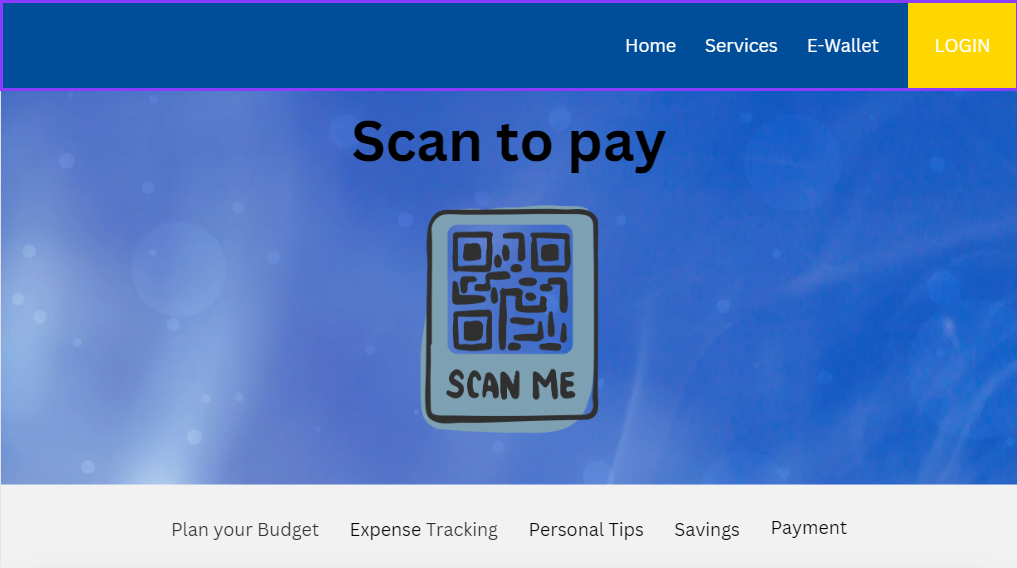 Home Services E-Wallet LOGIN
Scan to pay
SCAN ME
Plan your Budget Expense Tracking Personal Tips Savings Payment